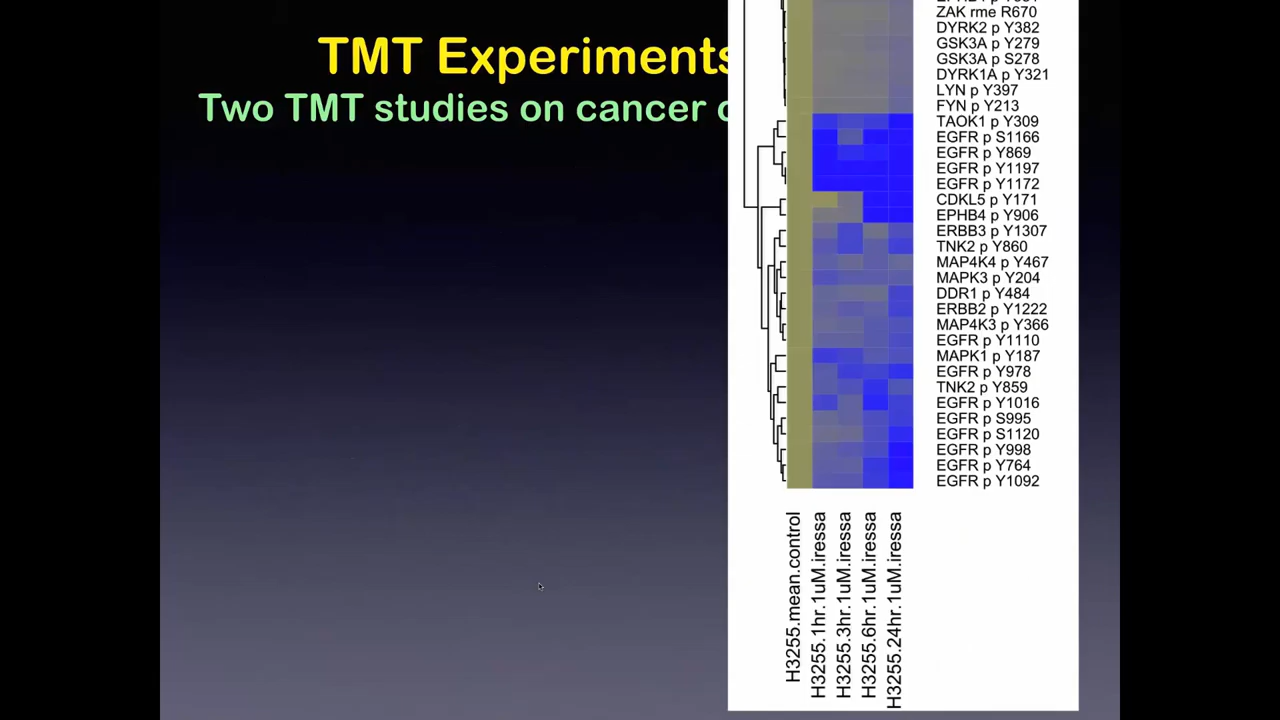 TMT Experiments
Two TMT studies on cancer
ZAK rme R670
DYRK2 p Y382
GSK3A p Y279
GSK3A p S278
DYRK1A p Y321
LYN p Y397
FYN p Y213
TAOK1 p Y309
EGFR p S1166
EGFR p Y869
EGFR p Y1197
EGFR p Y1172
CDKL5 p Y171
EPHB4 p Y906
ERBB3 p Y1307
TNK2 p Y860
MAP4K4 p Y467
MAPK3 p Y204
DDR1 p Y484
ERBB2 p Y1222
MAP4K3 p Y366
EGFR p Y1110
MAPK1 p Y187
EGFR p Y978
TNK2 p Y859
EGFR p Y1016
EGFR p S995
EGFR p S1120
EGFR p Y998
EGFR p Y764
EGFR p Y1092
H3255.mean.control
H3255.1hr.1uM.iressa
H3255.3hr.1uM.iressa
H3255.6hr.1uM.iressa
H3255.24hr.1uM.iressa